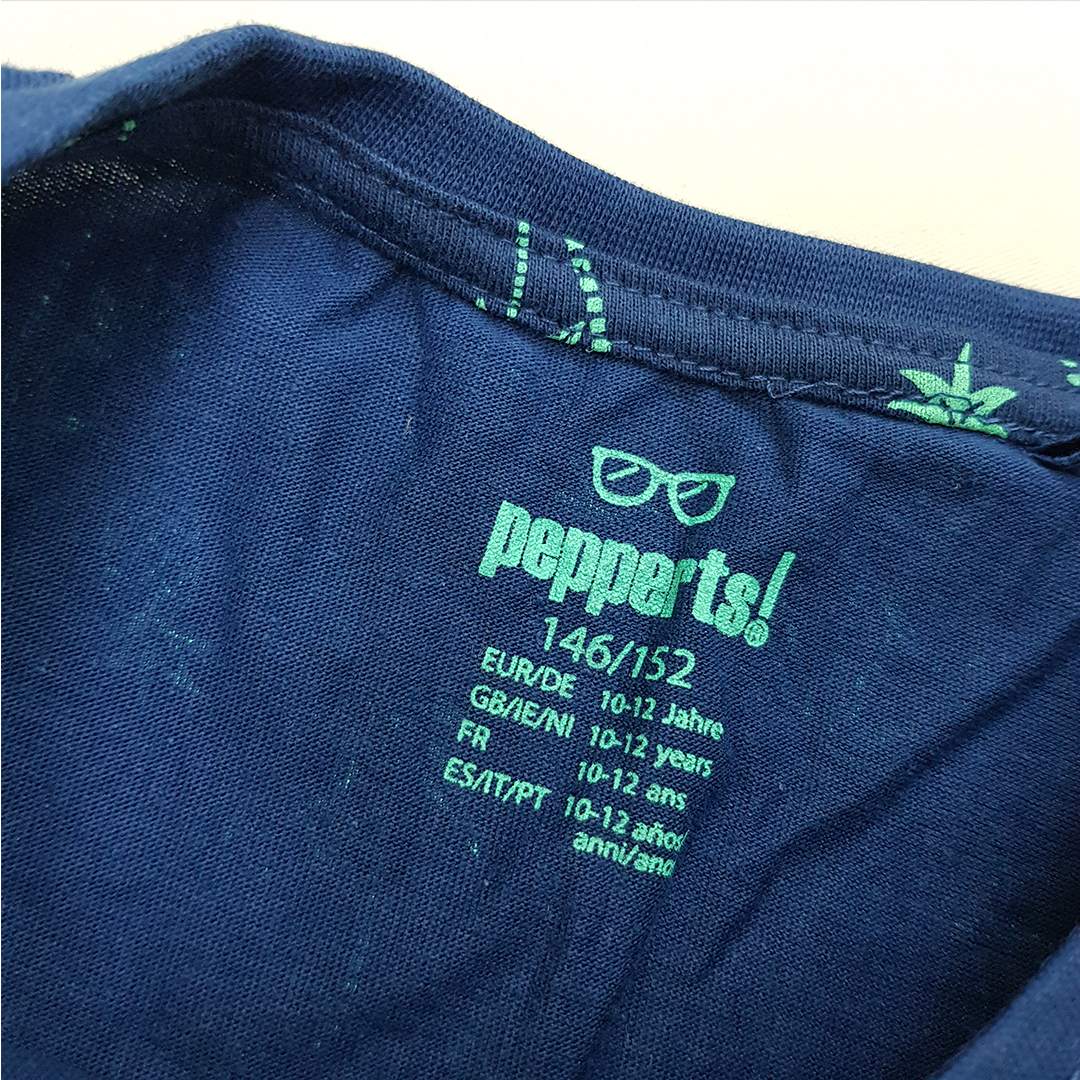 pepperts!®
146/152
EUR/DE 10-12 Jahre
GB/IE/NI 10-12 years
FR 10-12 ans
ES/IT/PT 10-12 años/
anni/anos